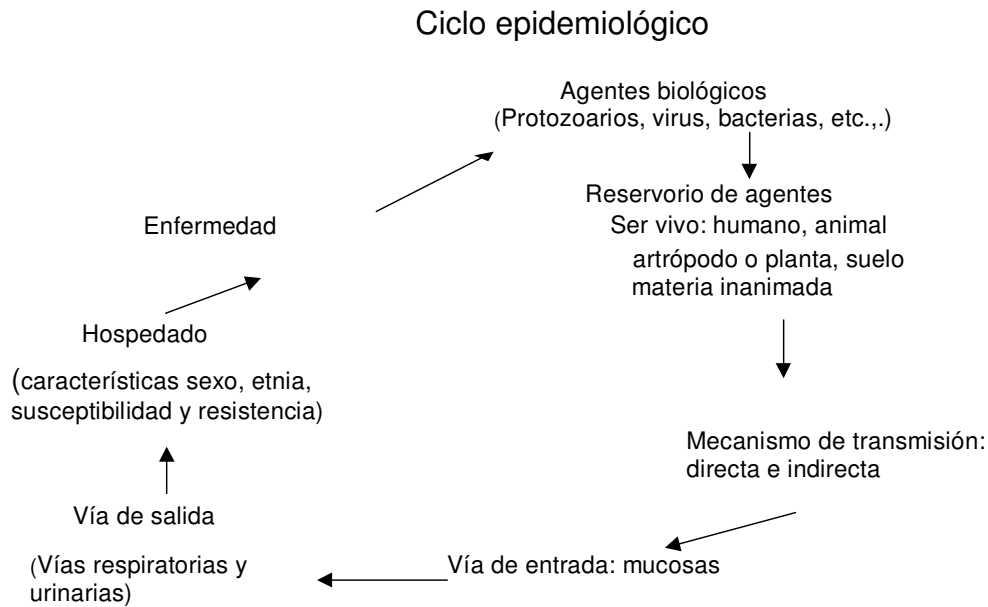 Ciclo epidemiológico
Agentes biológicos
(Protozoarios, virus, bacterias, etc.,.)
Reservorio de agentes
Ser vivo: humano, animal
artrópodo o planta, suelo
materia inanimada
Mecanismo de transmisión:
directa e indirecta
Vía de entrada: mucosas
Vía de salida
(Vías respiratorias y
urinarias)
Hospedado
(característícas sexo, etnia,
susceptibilidad y resistencia)
Enfermedad